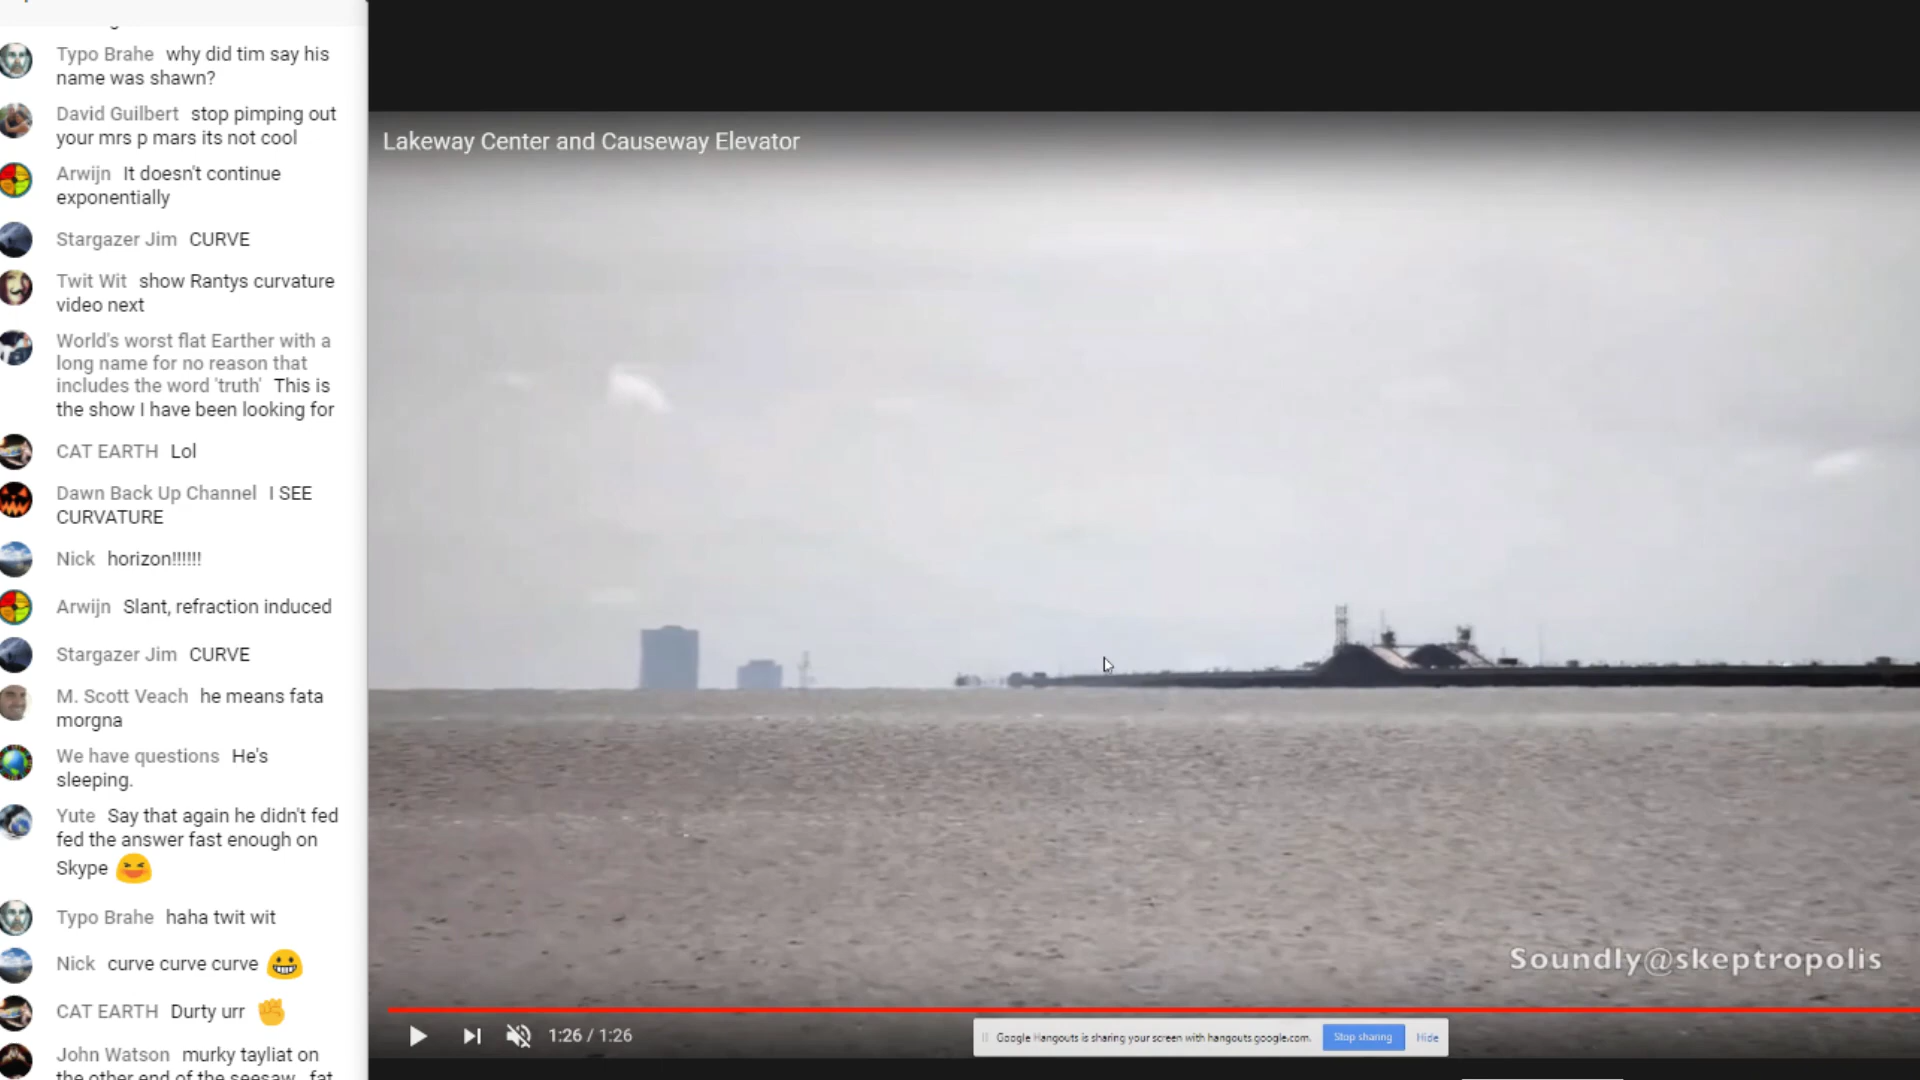 Typo Brahe why did tim say his
name was shawn?
David Guilbert stop pimping out
your mrs p mars its not cool
Arwijn It doesn't continue
exponentially
Stargazer Jim CURVE
Twit Wit show Rantys curvature
video next
World's worst flat Earther with a
long name for no reason that
includes the word 'truth' This is
the show I have been looking for
CAT EARTH Lol
Dawn Back Up Channel I SEE
CURVATURE
Nick horizon!!!!!!
Arwijn Slant, refraction induced
Stargazer Jim CURVE
M. Scott Veach he means fata
morgna
We have questions He's
sleeping.
Yute Say that again he didn't fed
fed the answer fast enough on
Skype 😆
Typo Brahe haha twit wit
Nick curve curve curve 😀
CAT EARTH Durty urr ✊
John Watson murky tayliat on
the other end of the seesaw.. fat
Lakeway Center and Causeway Elevator
Soundly@skeptropolis
1:26 / 1:26
Google Hangouts is sharing your screen with hangouts.google.com.
Stop sharing
Hide